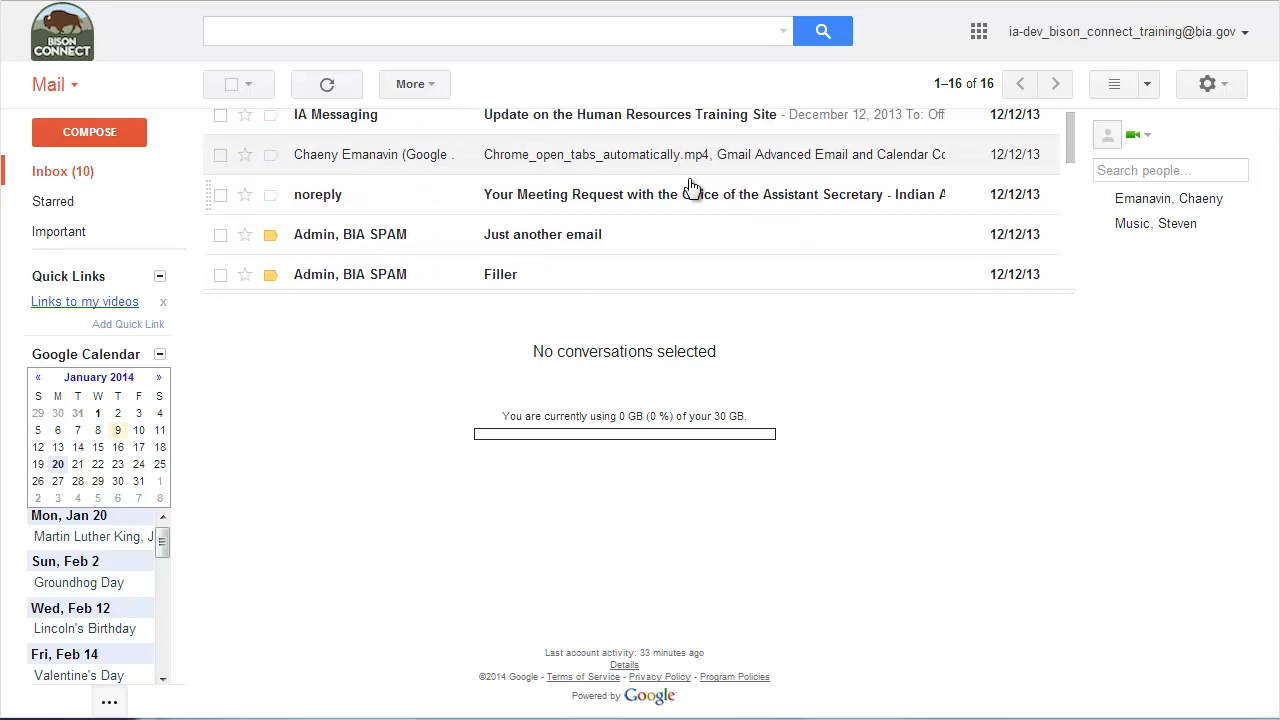 BISON
CONNECT
ia-dev_bison_connect_training@bia.gov
Mail
More
1–16 of 16
COMPOSE
Inbox (10)
Starred
Important
Quick Links
Links to my videos x
Add Quick Link
Google Calendar
« January 2014 »
S M T W T F S
29 30 31 1 2 3 4
5 6 7 8 9 10 11
12 13 14 15 16 17 18
19 20 21 22 23 24 25
26 27 28 29 30 31 1
2 3 4 5 6 7 8
Mon, Jan 20
Martin Luther King, J
Sun, Feb 2
Groundhog Day
Wed, Feb 12
Lincoln's Birthday
Fri, Feb 14
Valentine's Day
IA Messaging Update on the Human Resources Training Site - December 12, 2013 To: Off 12/12/13
Chaeny Emanavin (Google . Chrome_open_tabs_automatically.mp4, Gmail Advanced Email and Calendar Co 12/12/13
noreply Your Meeting Request with the of the Assistant Secretary - Indian A 12/12/13
Admin, BIA SPAM Just another email 12/12/13
Admin, BIA SPAM Filler 12/12/13
No conversations selected
You are currently using 0 GB (0 %) of your 30 GB.
Last account activity: 33 minutes ago
Details
©2014 Google - Terms of Service - Privacy Policy - Program Policies
Powered by Google
Search people...
Emanavin, Chaeny
Music, Steven